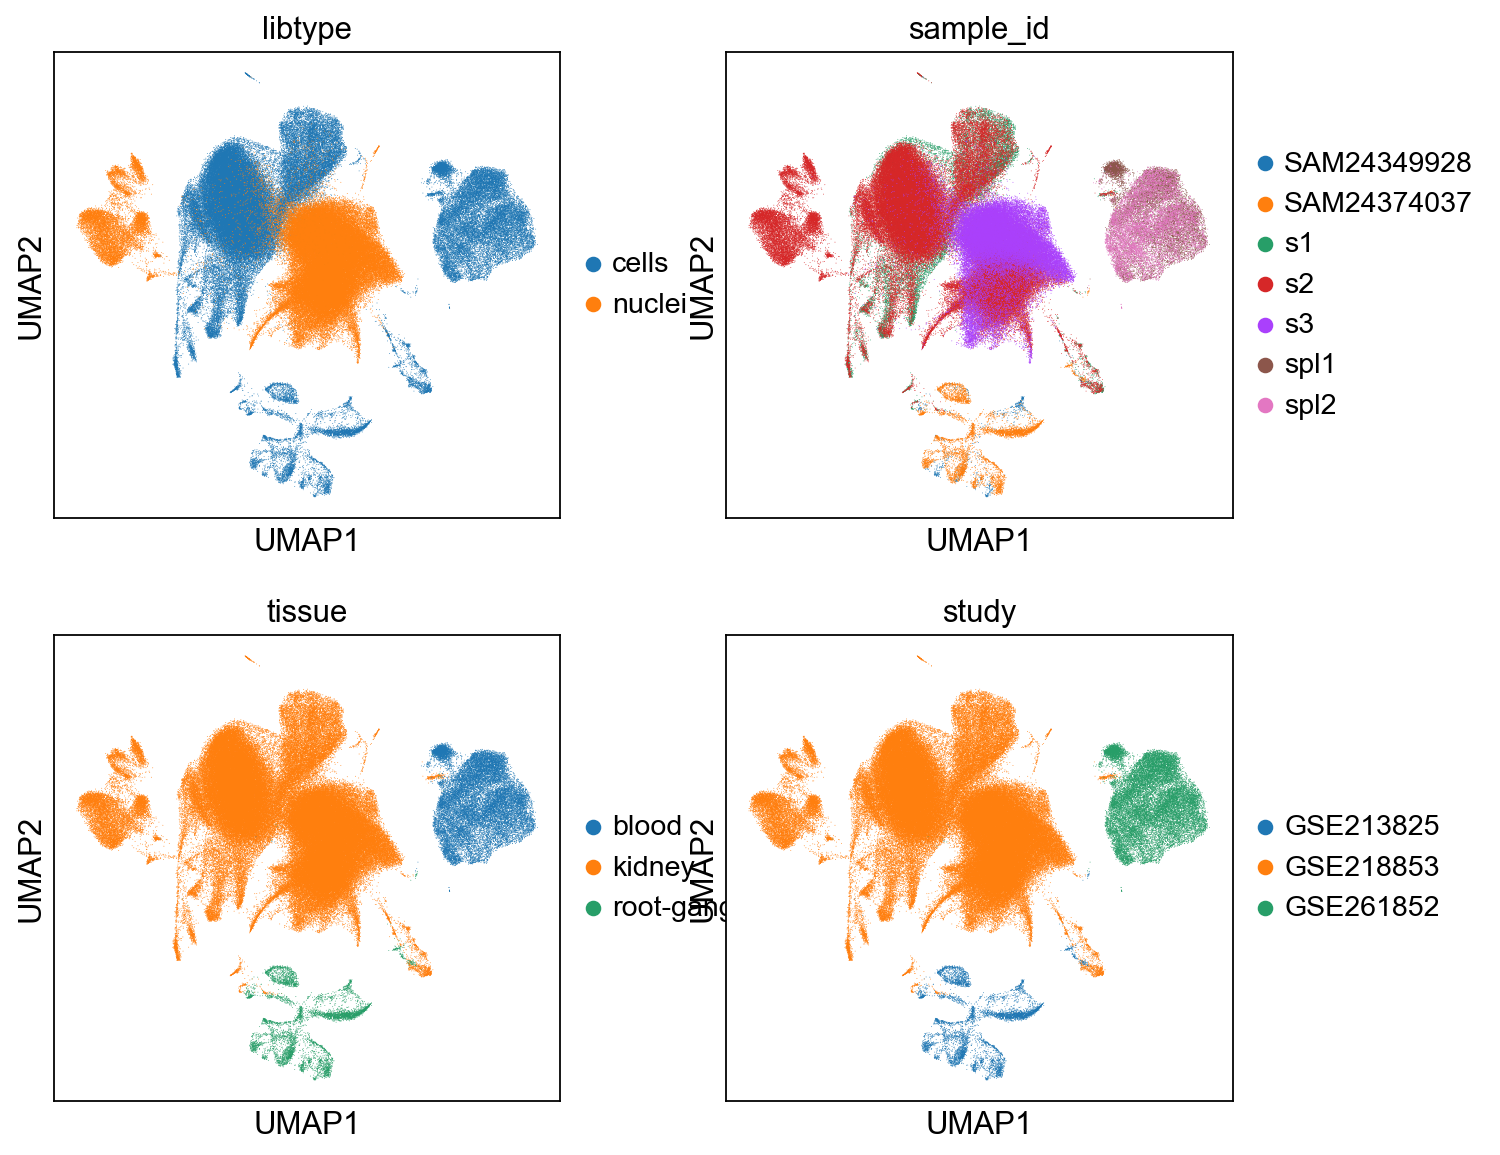 libtype
UMAP2
UMAP1
cells
nuclei
sample_id
UMAP2
UMAP1
SAM24349928
SAM24374037
s1
s2
s3
spl1
spl2
tissue
UMAP2
UMAP1
blood
kidney
root-gang
study
UMAP2
UMAP1
GSE213825
GSE218853
GSE261852